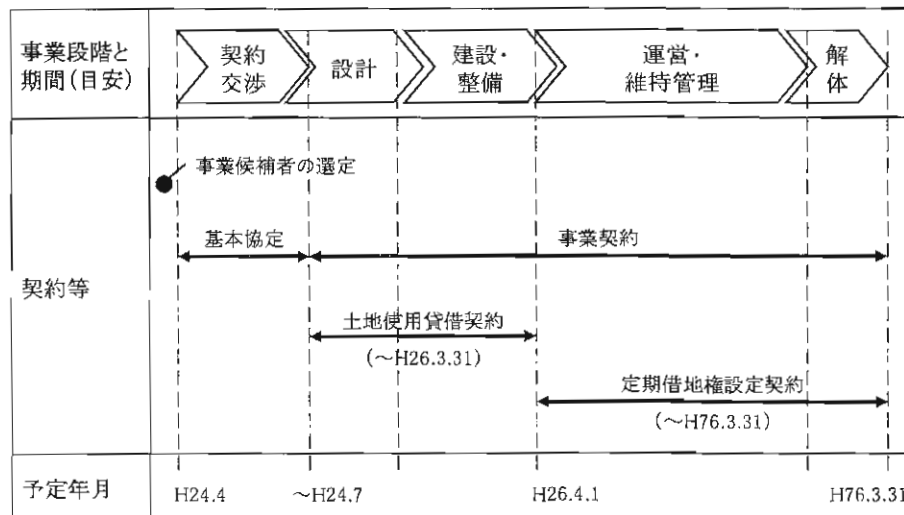 事業段階と
期間(目安)
契約
交渉
設計
建設・
整備
運営・
維持管理
解
体
契約等
事業候補者の選定
基本協定
事業契約
土地使用貸借契約
(～H26.3.31)
定期借地権設定契約
(～H76.3.31)
予定年月
H24.4
～H24.7
H26.4.1
H76.3.31